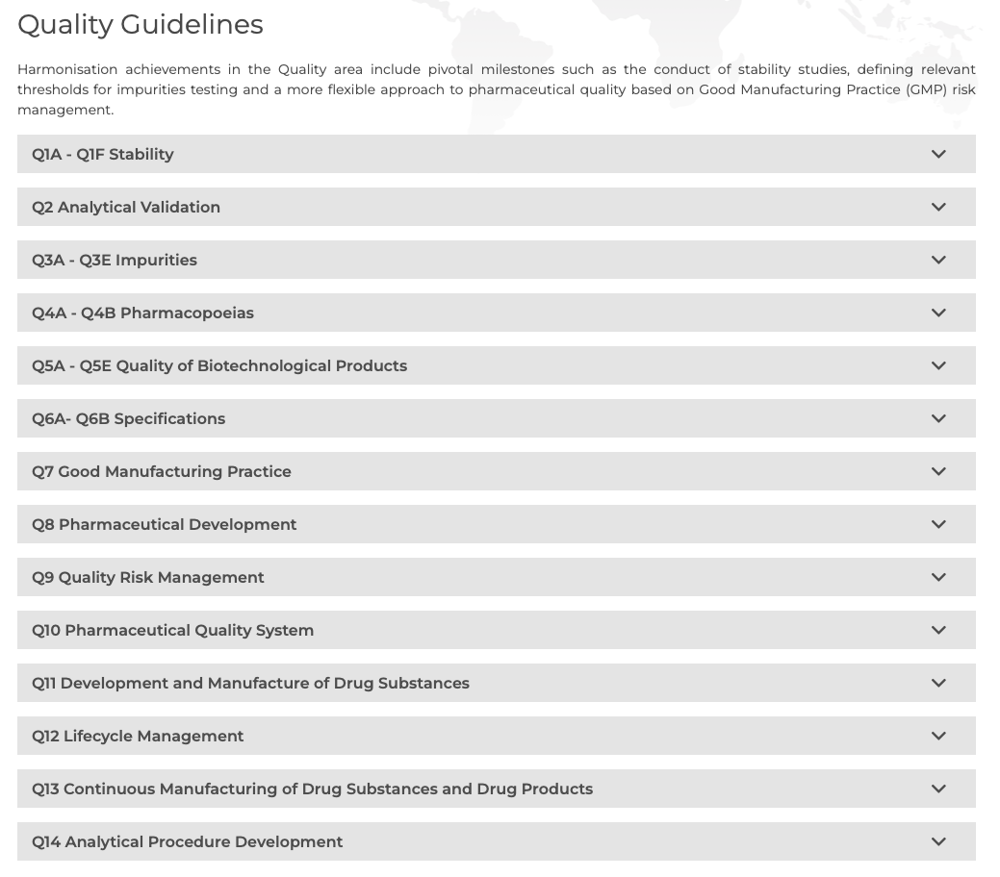 Quality Guidelines
Harmonisation achievements in the Quality area include pivotal milestones such as the conduct of stability studies, defining relevant
thresholds for impurities testing and a more flexible approach to pharmaceutical quality based on Good Manufacturing Practice (GMP) risk
management.
Q1A - Q1F Stability
Q2 Analytical Validation
Q3A - Q3E Impurities
Q4A - Q4B Pharmacopoeias
Q5A - Q5E Quality of Biotechnological Products
Q6A- Q6B Specifications
Q7 Good Manufacturing Practice
Q8 Pharmaceutical Development
Q9 Quality Risk Management
Q10 Pharmaceutical Quality System
Q11 Development and Manufacture of Drug Substances
Q12 Lifecycle Management
Q13 Continuous Manufacturing of Drug Substances and Drug Products
Q14 Analytical Procedure Development